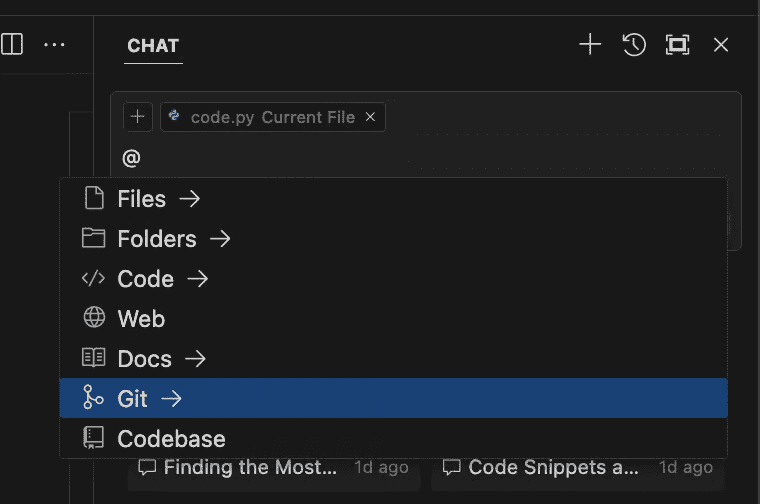 CHAT
code.py Current File
@
Files
Folders
Code
Web
Docs
Git
Codebase
Finding the Most... 1d ago Code Snippets a... 1d ago